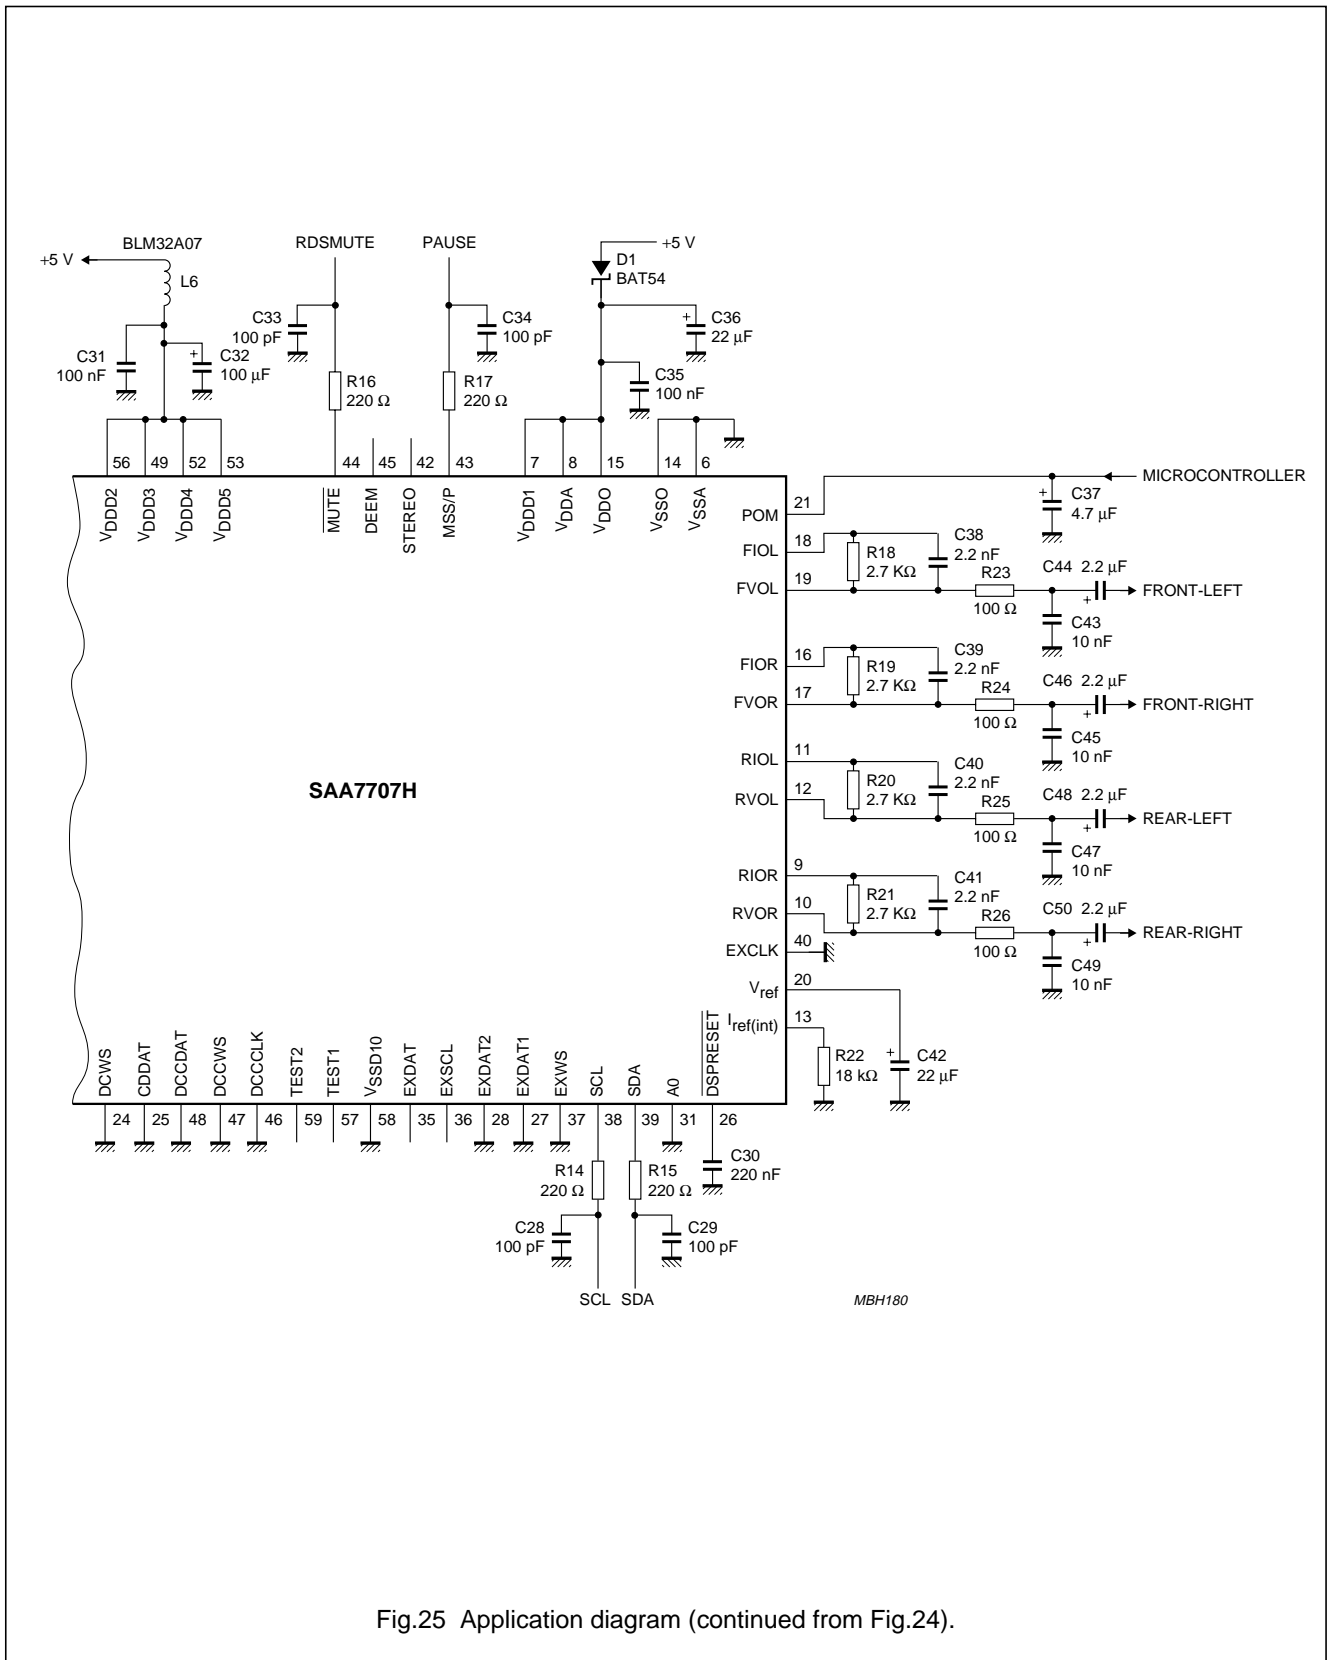 BLM32A07
RDSMUTE
PAUSE
+5 V
+5 V
L6
D1
BAT54
C33
100 pF
C34
100 pF
C36
22 µF
+
C31
100 nF
+
C32
100 µF
R16
220 Ω
R17
220 Ω
C35
100 nF
56 49 52 53 44 45 42 43 7 8 15 14 6
VDDD2
VDDD3
VDDD4
VDDD5
MUTE
DEEM
STEREO
MSS/P
VDDD1
VDDA
VDDO
VSSO
VSSA
MICROCONTROLLER
POM
21
+
C37
4.7 µF
FIOL
18
R18
2.7 KΩ
C38
2.2 nF
FVOL
19
R23
100 Ω
C44 2.2 µF
+
FRONT-LEFT
C43
10 nF
FIOR
16
R19
2.7 KΩ
C39
2.2 nF
FVOR
17
R24
100 Ω
C46 2.2 µF
+
FRONT-RIGHT
C45
10 nF
RIOL
11
R20
2.7 KΩ
C40
2.2 nF
SAA7707H
RVOL
12
R25
100 Ω
C48 2.2 µF
+
REAR-LEFT
C47
10 nF
RIOR
9
R21
2.7 KΩ
C41
2.2 nF
RVOR
10
R26
100 Ω
C50 2.2 µF
+
REAR-RIGHT
C49
10 nF
EXCLK
40
Vref
20
Iref(int)
13
R22
18 kΩ
+
C42
22 µF
DCWS
CDDAT
DCCDAT
DCCWS
DCCCLK
TEST2
TEST1
VSSD10
EXDAT
EXSCL
EXDAT2
EXDAT1
EXWS
SCL
SDA
A0
DSPRESET
24 25 48 47 46 59 57 58 35 36 28 27 37 38 39 31 26
R14
220 Ω
R15
220 Ω
C30
220 nF
C28
100 pF
C29
100 pF
SCL SDA
MBH180
Fig.25 Application diagram (continued from Fig.24).